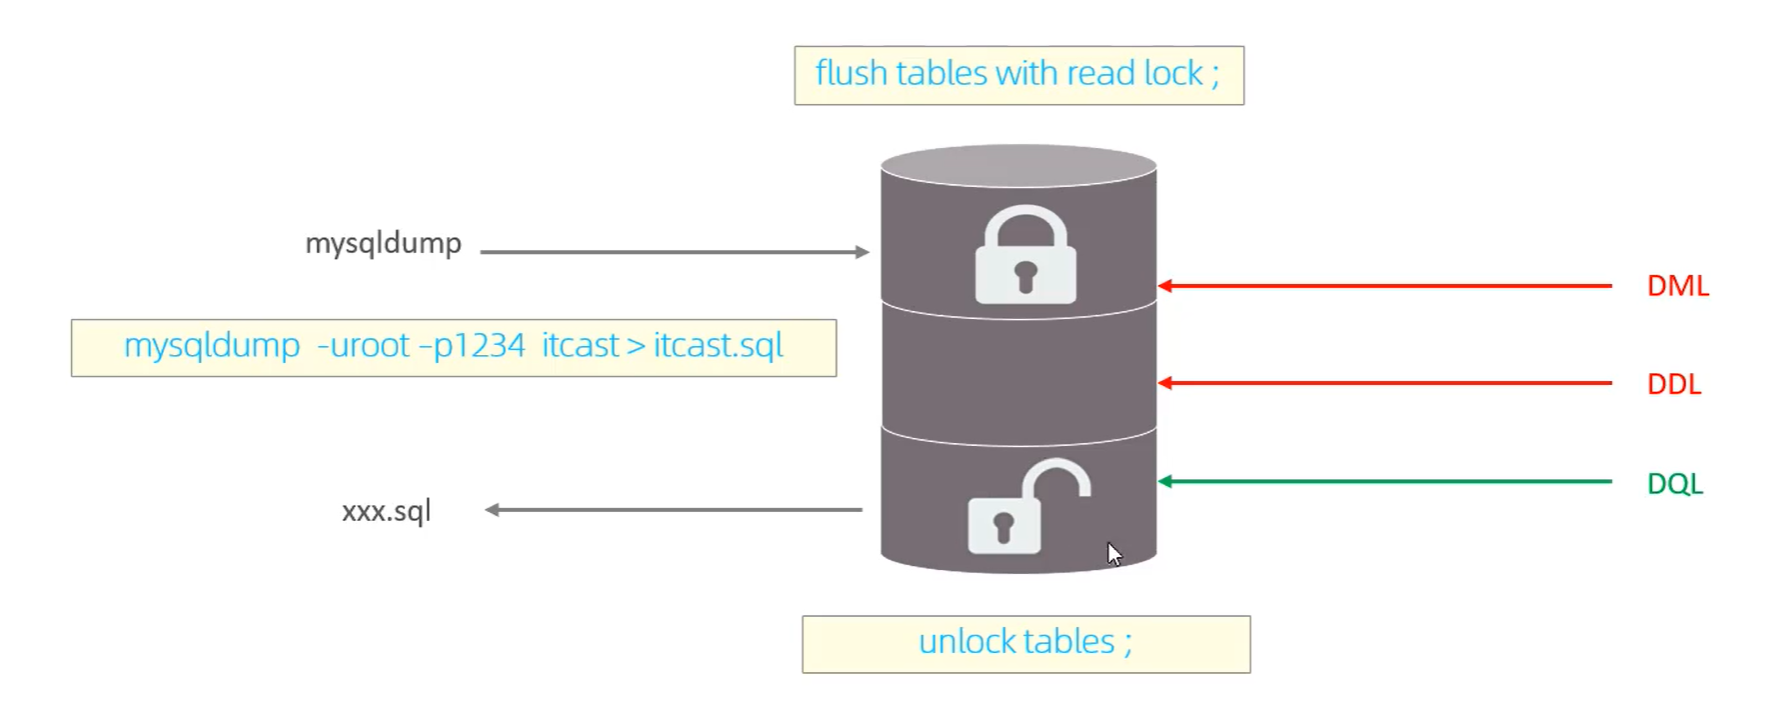 flush tables with read lock ;
mysqldump
DML
mysqldump -uroot –p1234 itcast > itcast.sql
DDL
DQL
xxx.sql
unlock tables ;